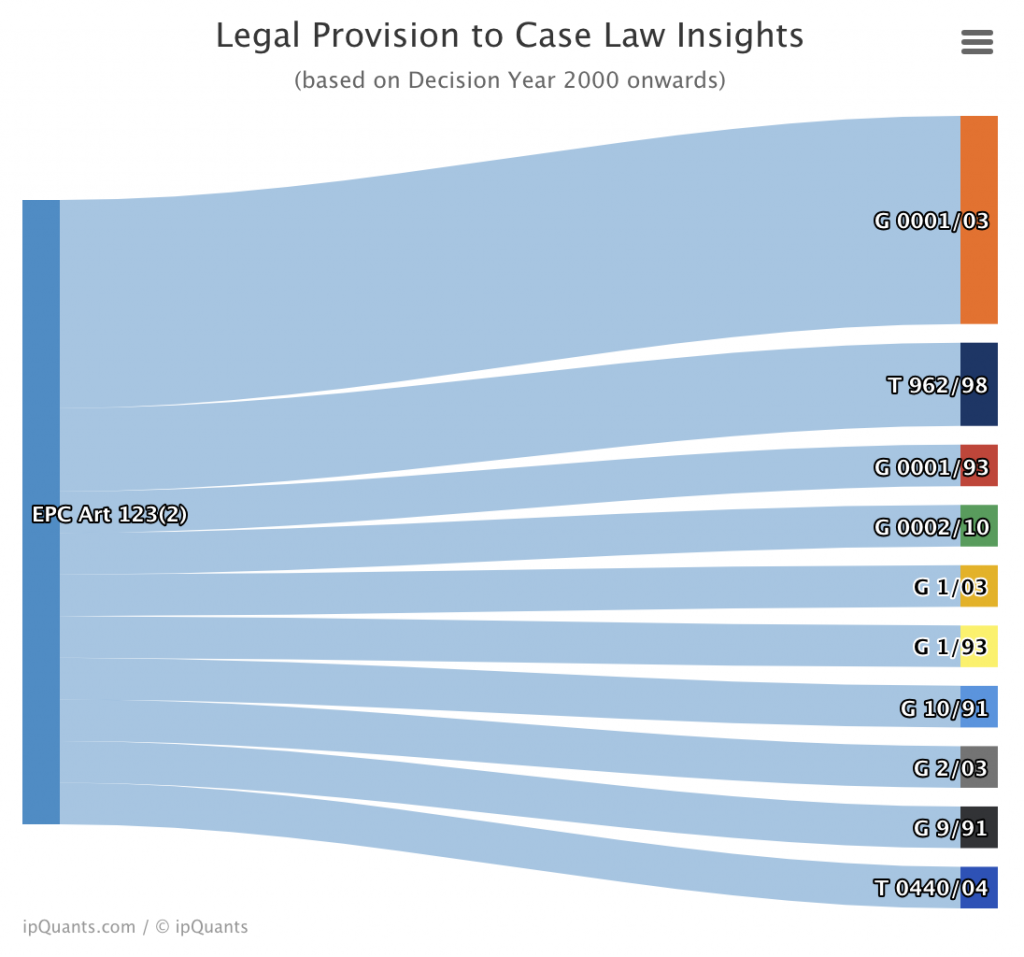 Legal Provision to Case Law Insights
(based on Decision Year 2000 onwards)
G 0001/03
T 962/98
G 0001/93
EPC Art 123(2)
G 0002/10
G 1/03
G 1/93
G 10/91
G 2/03
G 9/91
T 0440/04
ipQuants.com / © ipQuants